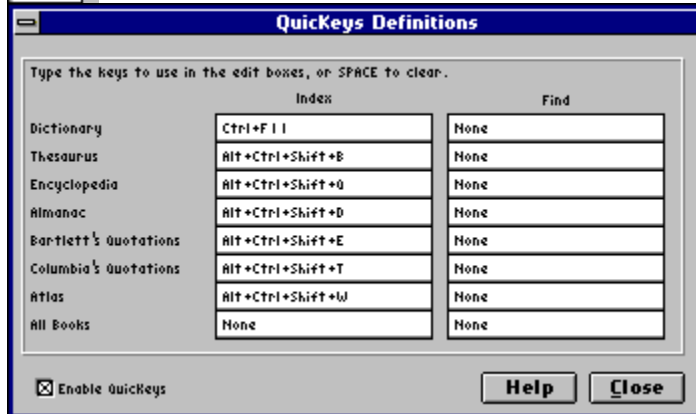 QuicKeys Definitions
Type the keys to use in the edit boxes, or SPACE to clear.
Index Find
Dictionary Ctrl+F11 None
Thesaurus Alt+Ctrl+Shift+B None
Encyclopedia Alt+Ctrl+Shift+Q None
Almanac Alt+Ctrl+Shift+D None
Bartlett's Quotations Alt+Ctrl+Shift+E None
Columbia's Quotations Alt+Ctrl+Shift+T None
Atlas Alt+Ctrl+Shift+W None
All Books None None
Enable QuicKeys Help Close